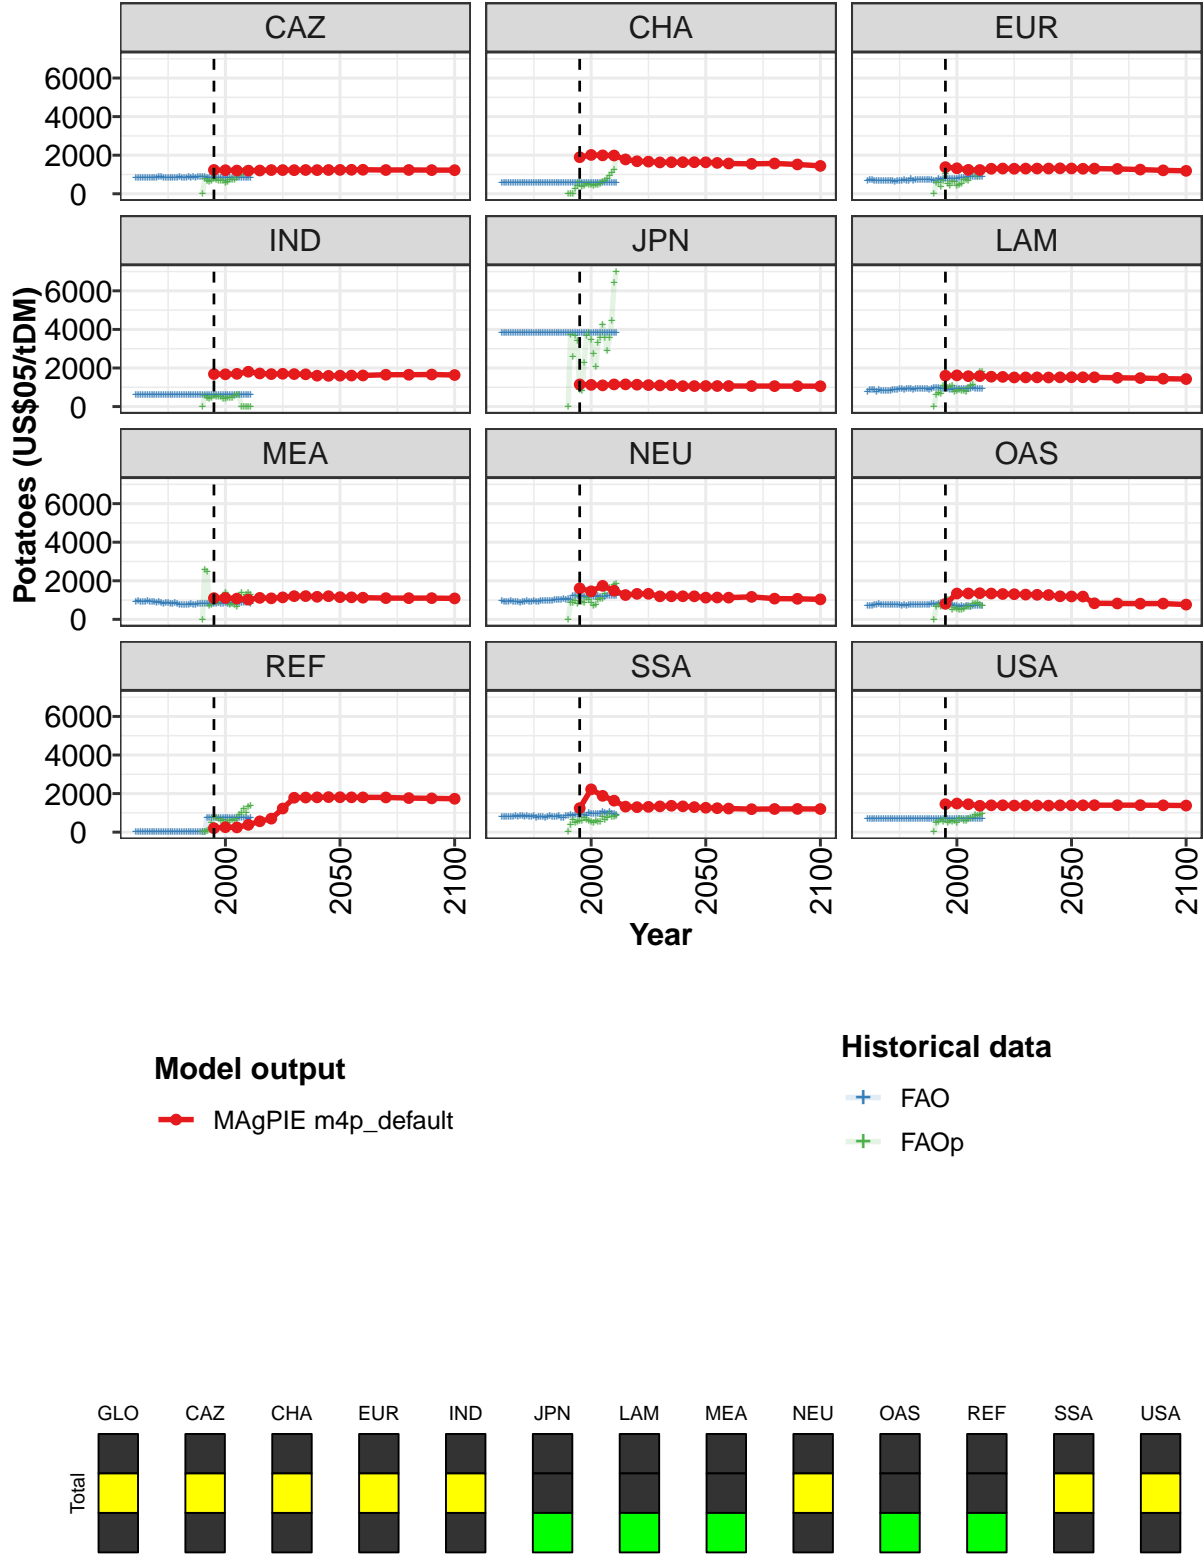 CAZ CHA EUR
6000
4000
2000
0
IND JPN LAM
6000
4000
2000
0
MEA NEU OAS
6000
4000
2000
0
REF SSA USA
6000
4000
2000
0
Potatoes (US$05/tDM)
2000 2050 2100 2000 2050 2100 2000 2050 2100
Year
Model output
MAgPIE m4p_default
Historical data
FAO
FAOp
GLO CAZ CHA EUR IND JPN LAM MEA NEU OAS REF SSA USA
Total